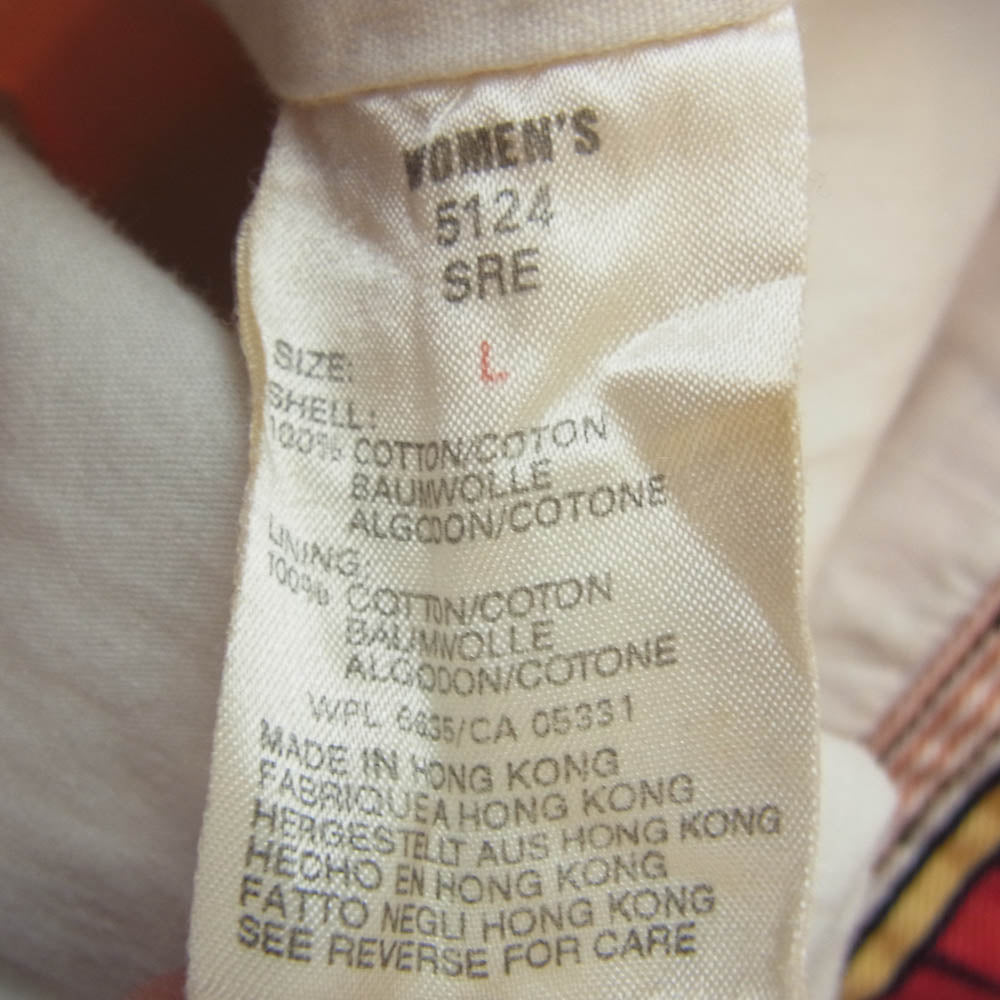 WOMEN'S
5124
SRE
SIZE: L
SHELL:
100% COTTON/COTON
BAUMWOLLE
ALGODON/COTONE
LINING:
100% COTTON/COTON
BAUMWOLLE
ALGODON/COTONE
WPL 6635/CA 05331
MADE IN HONG KONG
FABRIQUEA HONG KONG
HERGESTELLT AUS HONG KONG
HECHO EN HONG KONG
FATTO NEGLI HONG KONG
SEE REVERSE FOR CARE